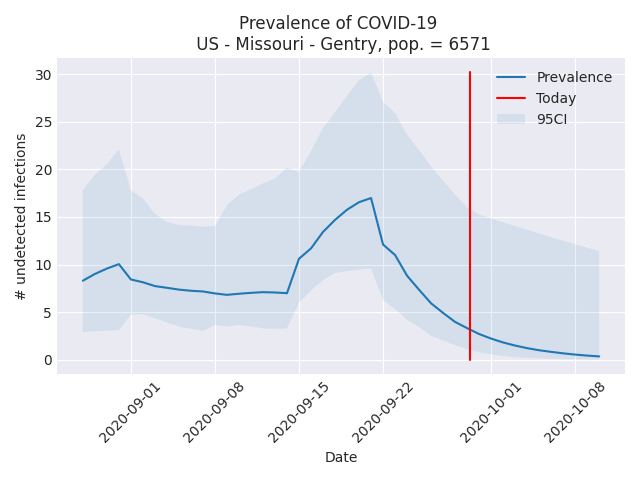 Prevalence of COVID-19
US - Missouri - Gentry, pop. = 6571
# undetected infections
30
25
20
15
10
5
0
Prevalence
Today
95CI
2020-09-01
2020-09-08
2020-09-15
2020-09-22
2020-10-01
2020-10-08
Date